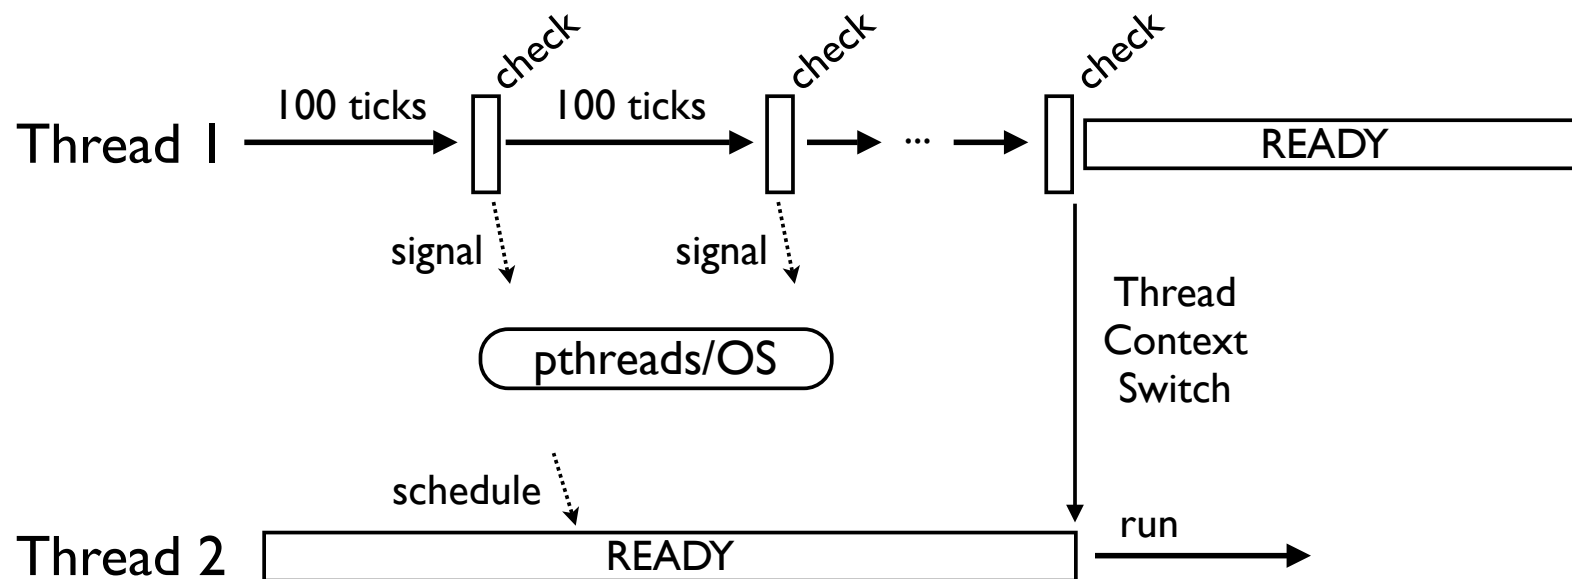 check
check
check
100 ticks
100 ticks
Thread 1
...
READY
signal
signal
Thread
Context
Switch
pthreads/OS
schedule
run
Thread 2
READY